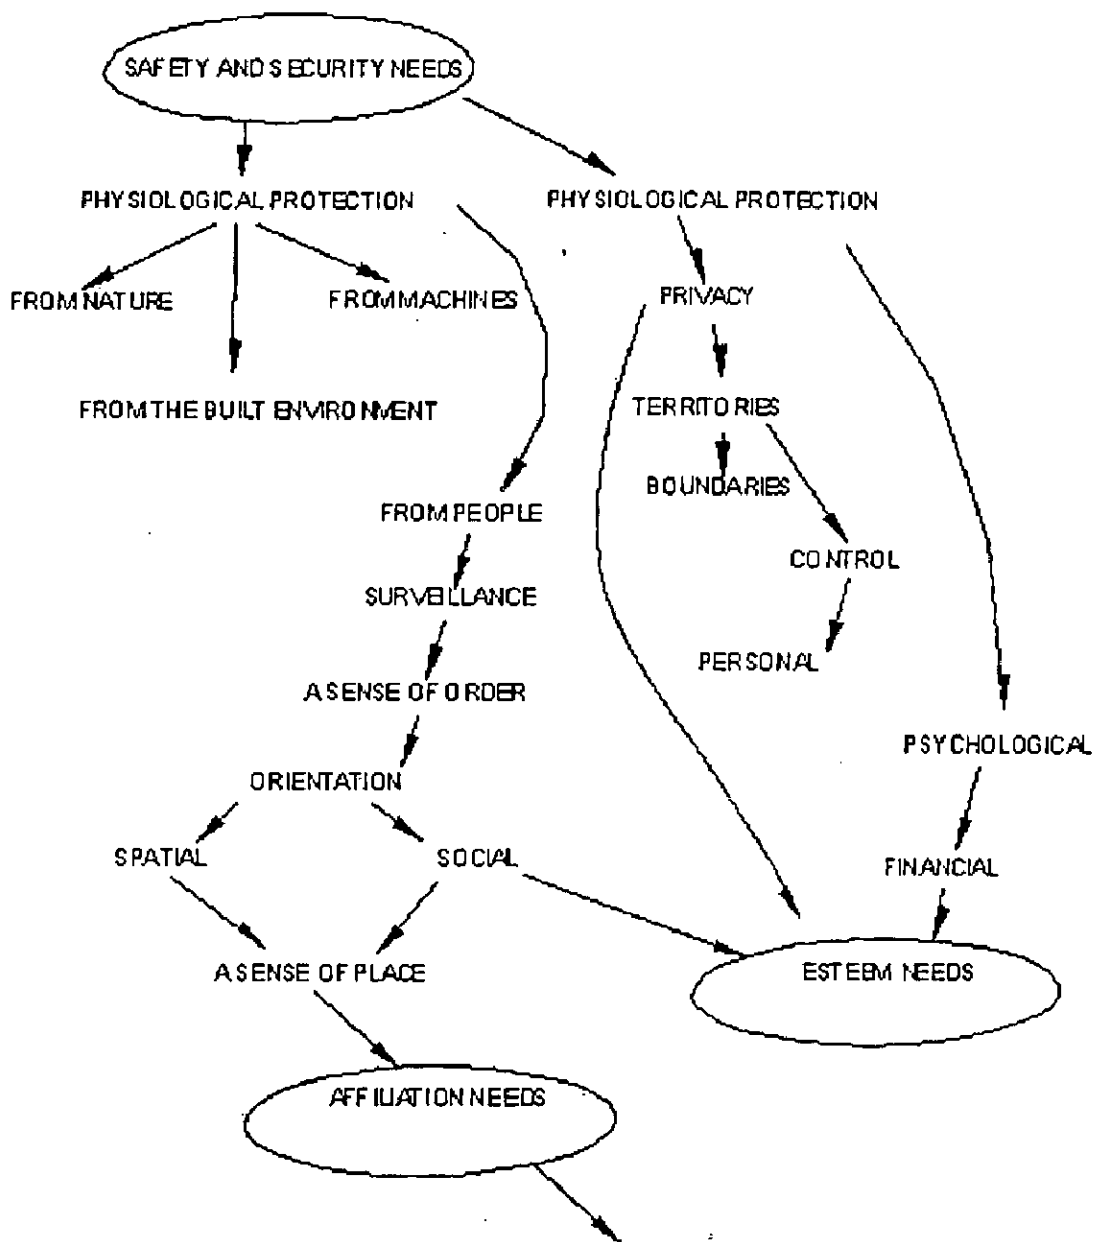 SAFETY AND SECURITY NEEDS
PHYSIOLOGICAL PROTECTION
PHYSIOLOGICAL PROTECTION
FROM NATURE
FROM MACHINES
PRIVACY
FROM THE BUILT ENVIRONMENT
TERRITORIES
BOUNDARIES
FROM PEOPLE
CONTROL
SURVEILLANCE
PERSONAL
A SENSE OF ORDER
PSYCHOLOGICAL
ORIENTATION
SPATIAL
SOCIAL
FINANCIAL
A SENSE OF PLACE
ESTEEM NEEDS
AFFILIATION NEEDS